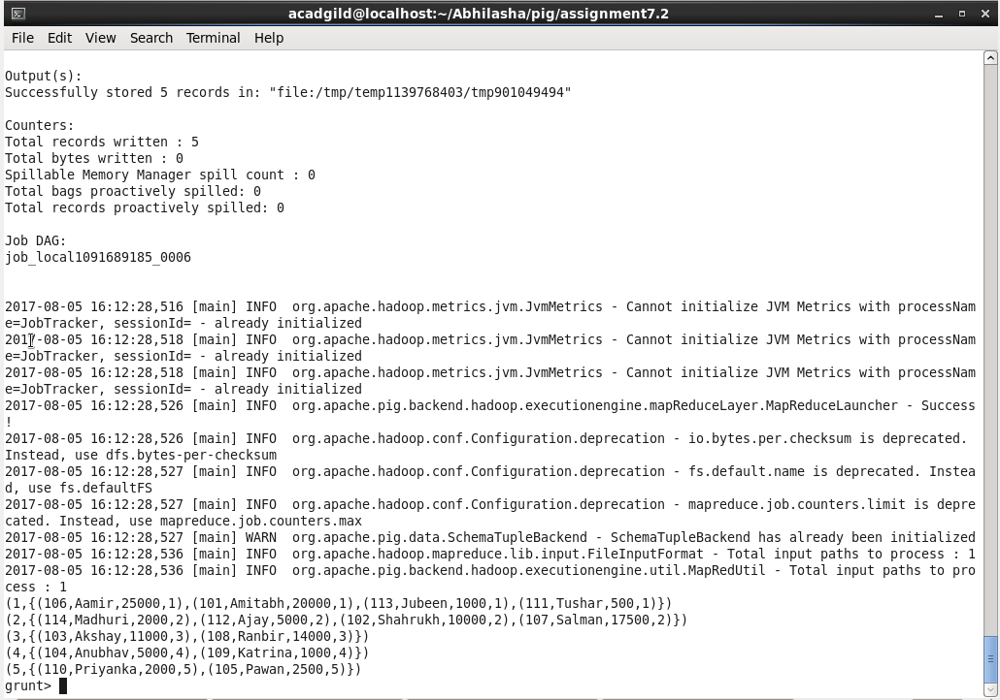 acadgild@localhost:~/Abhilasha/pig/assignment7.2
File Edit View Search Terminal Help
Output(s):
Successfully stored 5 records in: "file:/tmp/temp1139768403/tmp901049494"
Counters:
Total records written : 5
Total bytes written : 0
Spillable Memory Manager spill count : 0
Total bags proactively spilled: 0
Total records proactively spilled: 0
Job DAG:
job_local1091689185_0006
2017-08-05 16:12:28,516 [main] INFO  org.apache.hadoop.metrics.jvm.JvmMetrics - Cannot initialize JVM Metrics with processNam
e=JobTracker, sessionId= - already initialized
2017-08-05 16:12:28,518 [main] INFO  org.apache.hadoop.metrics.jvm.JvmMetrics - Cannot initialize JVM Metrics with processNam
e=JobTracker, sessionId= - already initialized
2017-08-05 16:12:28,518 [main] INFO  org.apache.hadoop.metrics.jvm.JvmMetrics - Cannot initialize JVM Metrics with processNam
e=JobTracker, sessionId= - already initialized
2017-08-05 16:12:28,526 [main] INFO  org.apache.pig.backend.hadoop.executionengine.mapReduceLayer.MapReduceLauncher - Success
!
2017-08-05 16:12:28,526 [main] INFO  org.apache.hadoop.conf.Configuration.deprecation - io.bytes.per.checksum is deprecated.
Instead, use dfs.bytes-per-checksum
2017-08-05 16:12:28,527 [main] INFO  org.apache.hadoop.conf.Configuration.deprecation - fs.default.name is deprecated. Instea
d, use fs.defaultFS
2017-08-05 16:12:28,527 [main] INFO  org.apache.hadoop.conf.Configuration.deprecation - mapreduce.job.counters.limit is depre
cated. Instead, use mapreduce.job.counters.max
2017-08-05 16:12:28,527 [main] WARN  org.apache.pig.data.SchemaTupleBackend - SchemaTupleBackend has already been initialized
2017-08-05 16:12:28,536 [main] INFO  org.apache.hadoop.mapreduce.lib.input.FileInputFormat - Total input paths to process : 1
2017-08-05 16:12:28,536 [main] INFO  org.apache.pig.backend.hadoop.executionengine.util.MapRedUtil - Total input paths to pro
cess : 1
(1,{(106,Aamir,25000,1),(101,Amitabh,20000,1),(113,Jubeen,1000,1),(111,Tushar,500,1)})
(2,{(114,Madhuri,2000,2),(112,Ajay,5000,2),(102,Shahrukh,10000,2),(107,Salman,17500,2)})
(3,{(103,Akshay,11000,3),(108,Ranbir,14000,3)})
(4,{(104,Anubhav,5000,4),(109,Katrina,1000,4)})
(5,{(110,Priyanka,2000,5),(105,Pawan,2500,5)})
grunt>